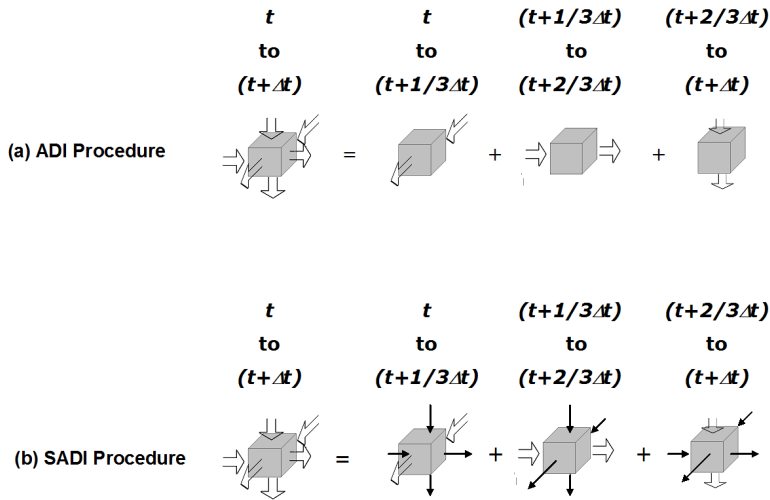 t t (t+1/3Δt) (t+2/3Δt)
to to to to
(t+Δt) (t+1/3Δt) (t+2/3Δt) (t+Δt)
(a) ADI Procedure = + +
t t (t+1/3Δt) (t+2/3Δt)
to to to to
(t+Δt) (t+1/3Δt) (t+2/3Δt) (t+Δt)
(b) SADI Procedure = + +